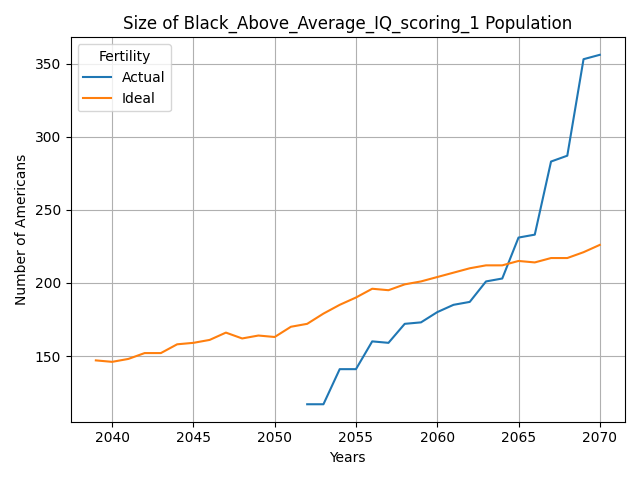 Size of Black_Above_Average_IQ_scoring_1 Population
Fertility
Actual
Ideal
Number of Americans
350
300
250
200
150
2040 2045 2050 2055 2060 2065 2070
Years